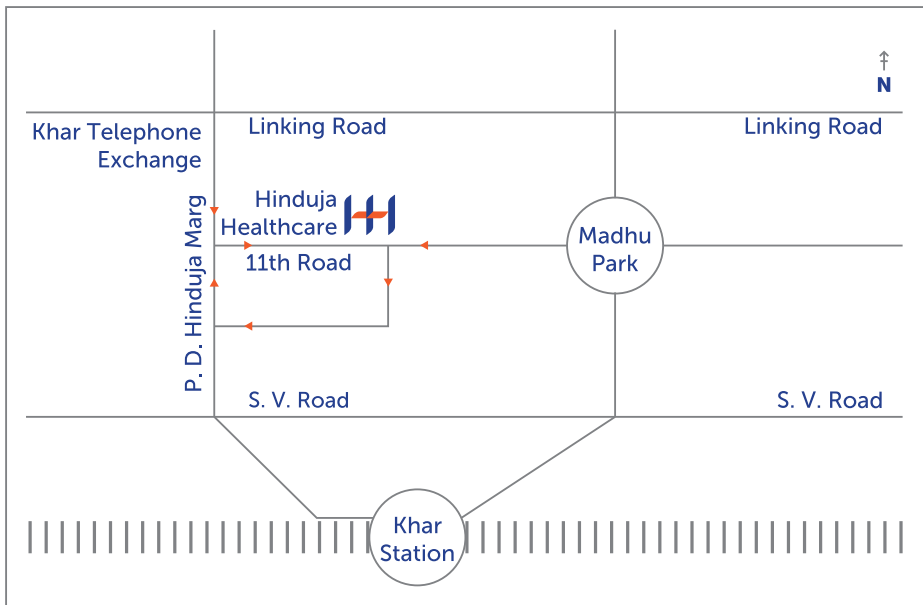 N
Linking Road
Linking Road
Khar Telephone
Exchange
Hinduja
Healthcare
P. D. Hinduja Marg
11th Road
Madhu
Park
S. V. Road
S. V. Road
Khar
Station